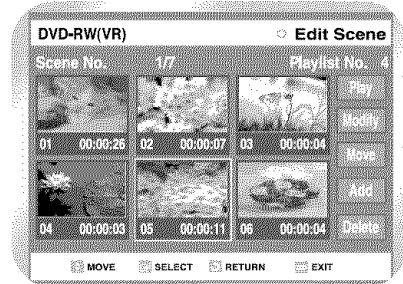 DVD-RW(VR) Edit Scene
Scene No. 1/7 Playlist No. 4
Play
Modify
01 00:00:26 02 00:00:07 03 00:00:04
Move
Add
04 00:00:03 05 00:00:11 06 00:00:04 Delete
MOVE SELECT RETURN EXIT